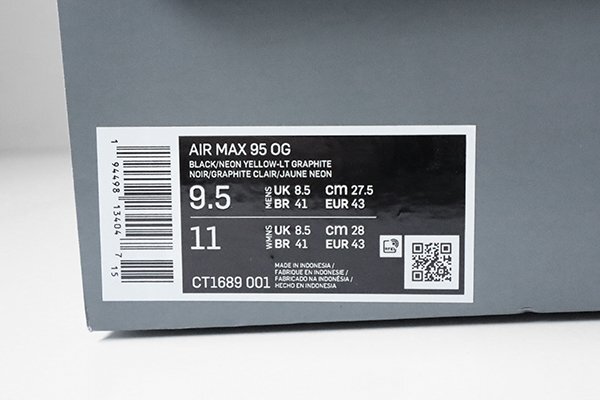 1 94498 13404 7 15
AIR MAX 95 OG
BLACK/NEON YELLOW-LT GRAPHITE
NOIR/GRAPHITE CLAIR/JAUNE NEON
9.5 MENS UK 8.5 CM 27.5
BR 41 EUR 43
11 WMNS UK 8.5 CM 28
BR 41 EUR 43
MADE IN INDONESIA/
FABRIQUE EN INDONESIE/
FABRICADO NA INDONÉSIA/
HECHO EN INDONESIA
CT1689 001